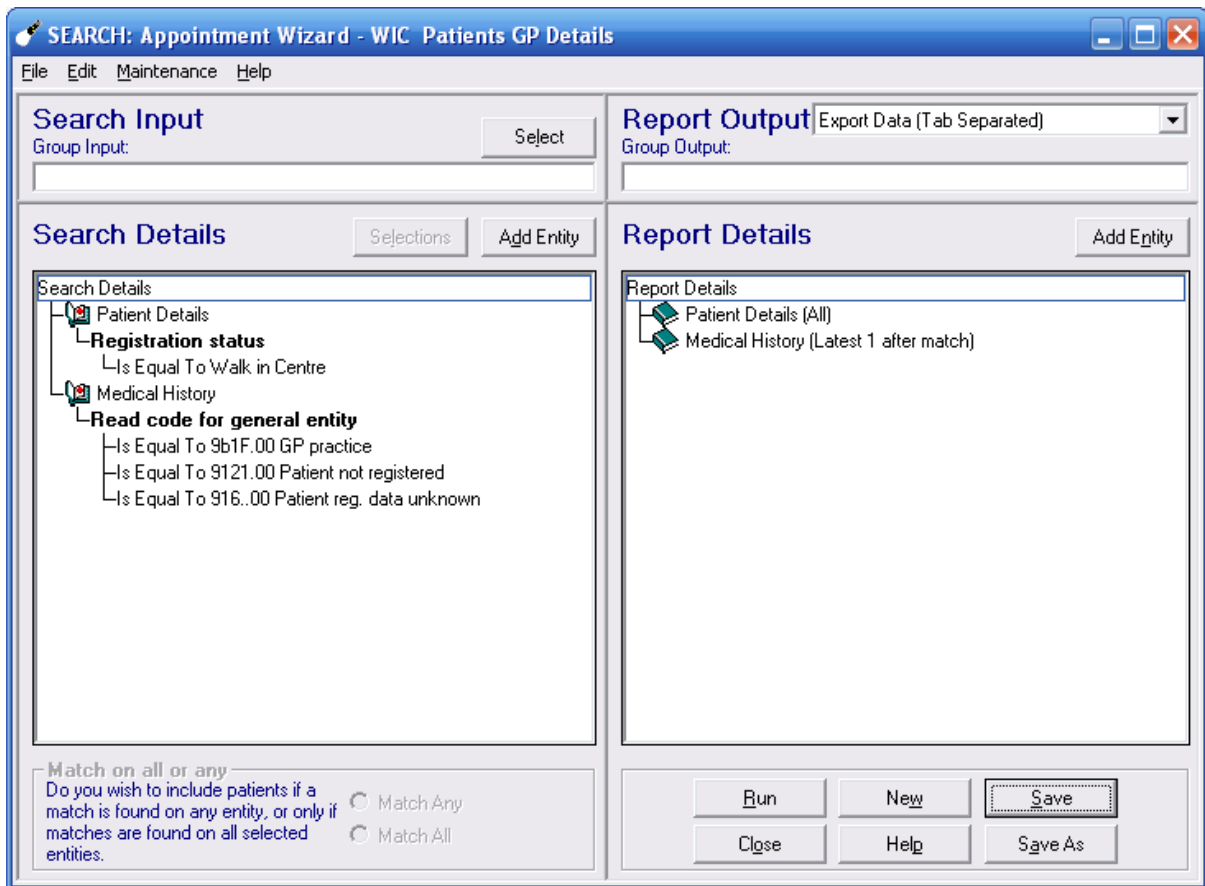 SEARCH: Appointment Wizard - WIC  Patients GP Details
File Edit Maintenance Help
Search Input
Group Input:
Select
Report Output
Export Data (Tab Separated)
Group Output:
Search Details
Selections
Add Entity
Search Details
Patient Details
Registration status
Is Equal To Walk in Centre
Medical History
Read code for general entity
Is Equal To 9b1F.00 GP practice
Is Equal To 9121.00 Patient not registered
Is Equal To 916..00 Patient reg. data unknown
Report Details
Add Entity
Report Details
Patient Details (All)
Medical History (Latest 1 after match)
Match on all or any
Do you wish to include patients if a
match is found on any entity, or only if
matches are found on all selected
entities.
Match Any
Match All
Run
New
Save
Close
Help
Save As